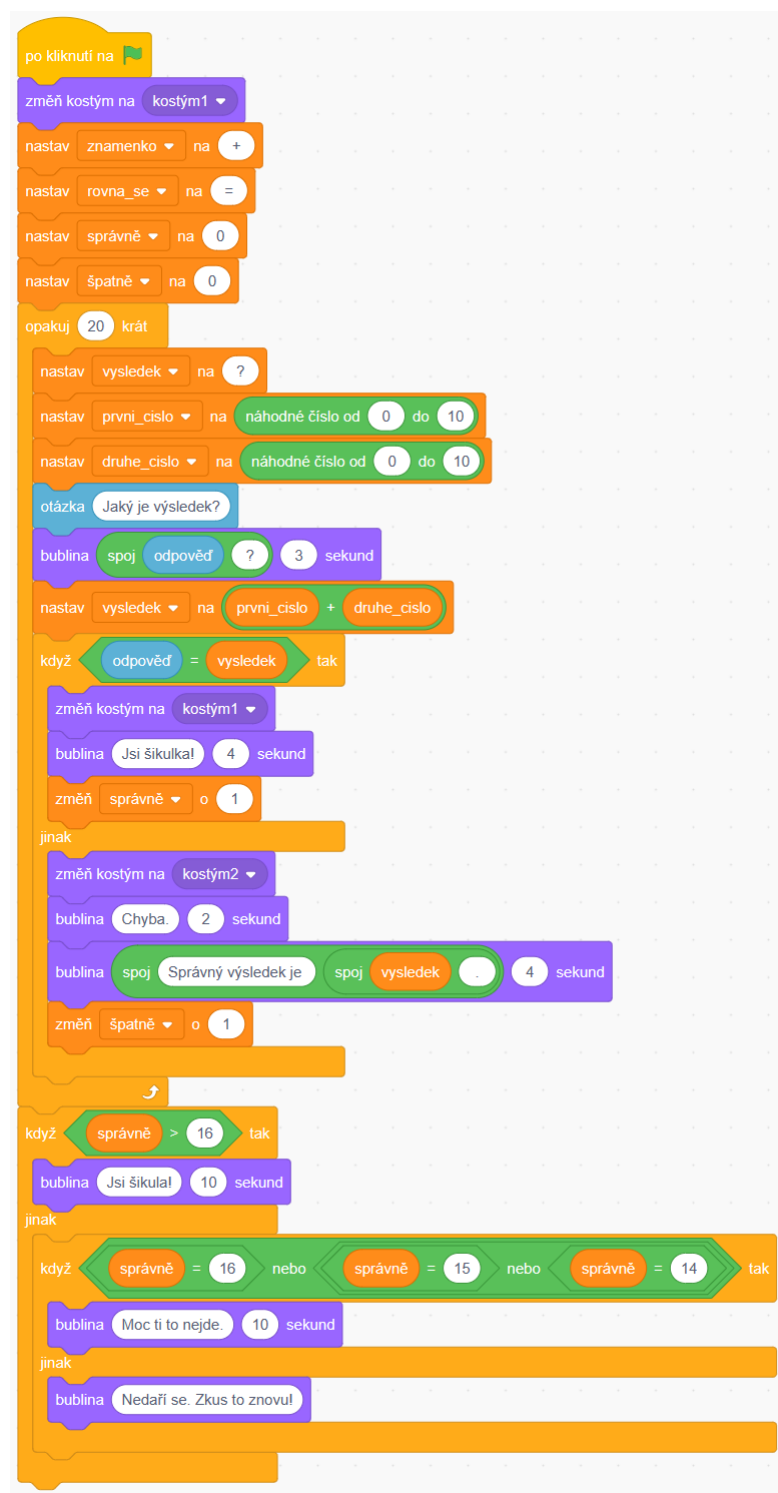 po kliknutí na
změň kostým na kostým1
nastav znamenko na +
nastav rovna_se na =
nastav správně na 0
nastav špatně na 0
opakuj 20 krát
nastav vysledek na ?
nastav prvni_cislo na náhodné číslo od 0 do 10
nastav druhe_cislo na náhodné číslo od 0 do 10
otázka Jaký je výsledek?
bublina spoj odpověď ? 3 sekund
nastav vysledek na prvni_cislo + druhe_cislo
když odpověď = vysledek tak
změň kostým na kostým1
bublina Jsi šikulka! 4 sekund
změň správně o 1
jinak
změň kostým na kostým2
bublina Chyba. 2 sekund
bublina spoj Správný výsledek je spoj vysledek . 4 sekund
změň špatně o 1
když správně > 16 tak
bublina Jsi šikula! 10 sekund
jinak
když správně = 16 nebo správně = 15 nebo správně = 14 tak
bublina Moc ti to nejde. 10 sekund
jinak
bublina Nedaří se. Zkus to znovu!